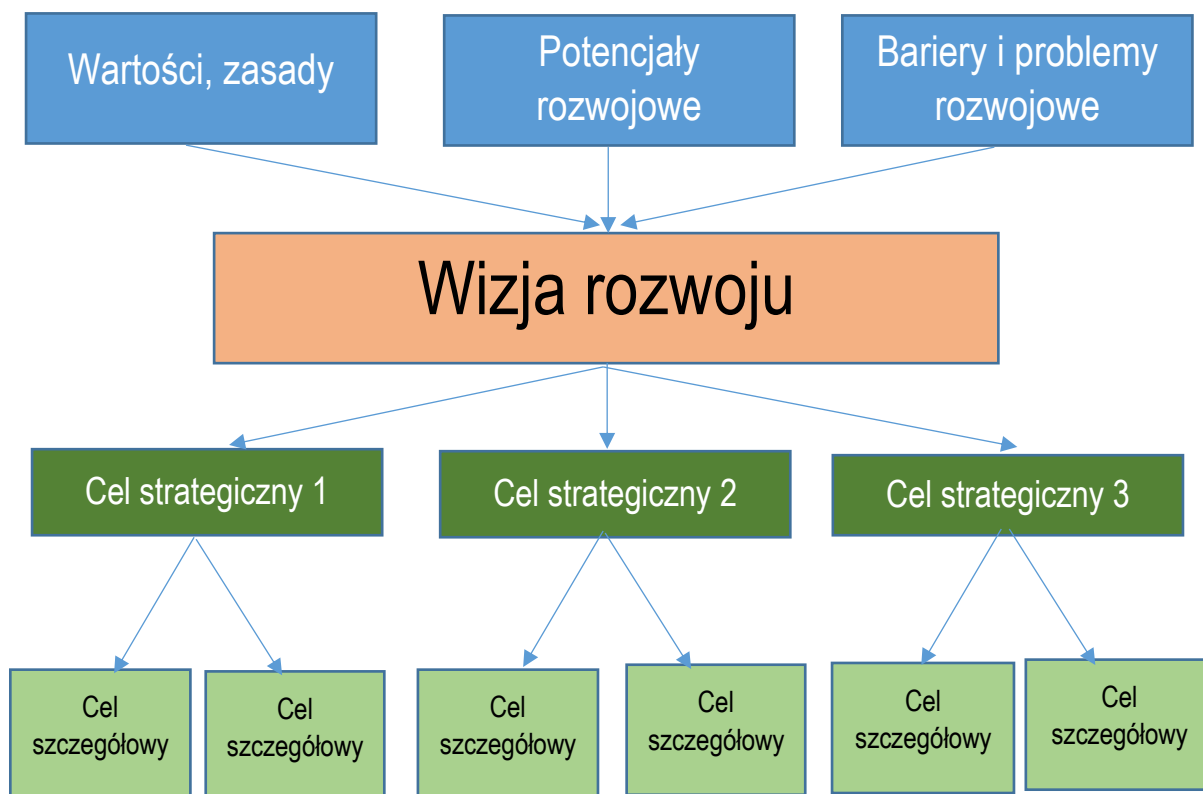 Wartości, zasady
Potencjały
rozwojowe
Bariery i problemy
rozwojowe
Wizja rozwoju
Cel strategiczny 1
Cel strategiczny 2
Cel strategiczny 3
Cel
szczegółowy
Cel
szczegółowy
Cel
szczegółowy
Cel
szczegółowy
Cel
szczegółowy
Cel
szczegółowy